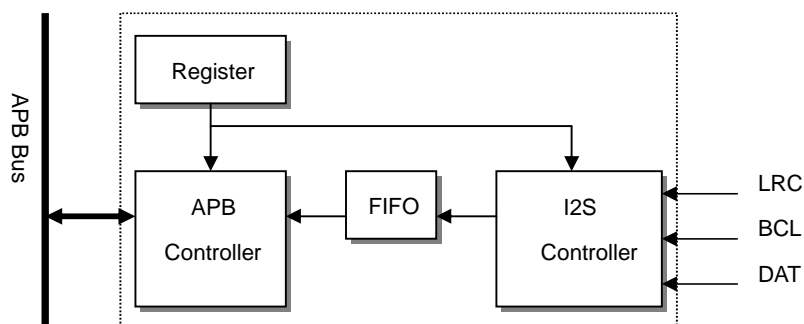 Register
APB Bus
APB
Controller
FIFO
I2S
Controller
LRC
BCL
DAT